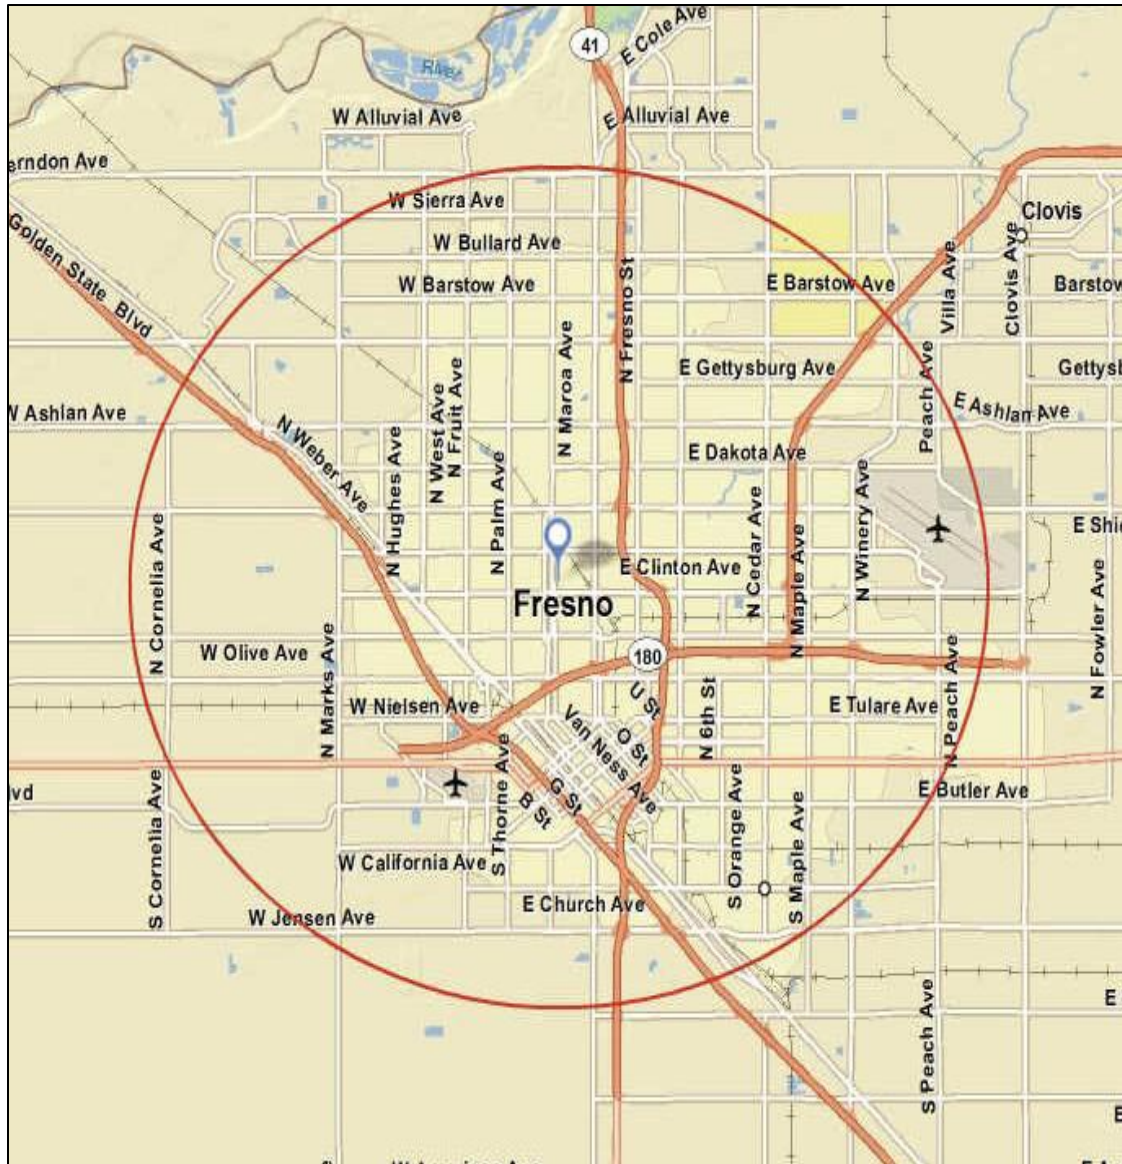 41
E Cole Ave
River
W Alluvial Ave
E Alluvial Ave
erndon Ave
W Sierra Ave
Clovis
Golden State Blvd
W Bullard Ave
W Barstow Ave
E Barstow Ave
Villa Ave
Clovis Ave
Barstow
N Fresno St
N Maroa Ave
E Gettysburg Ave
Peach Ave
Gettysb
W Ashlan Ave
E Ashlan Ave
N West Ave
N Fruit Ave
N Weber Ave
N Hughes Ave
N Palm Ave
E Dakota Ave
N Cedar Ave
N Maple Ave
N Winery Ave
E Shie
N Cornelia Ave
E Clinton Ave
Fresno
N Fowler Ave
W Olive Ave
N Marks Ave
180
N Peach Ave
W Nielsen Ave
U St
O St
Van Ness Ave
N 6th St
E Tulare Ave
lvd
S Cornelia Ave
S Thorne Ave
G St
B St
S Orange Ave
S Maple Ave
E Butler Ave
W California Ave
W Jensen Ave
E Church Ave
S Peach Ave
E
E